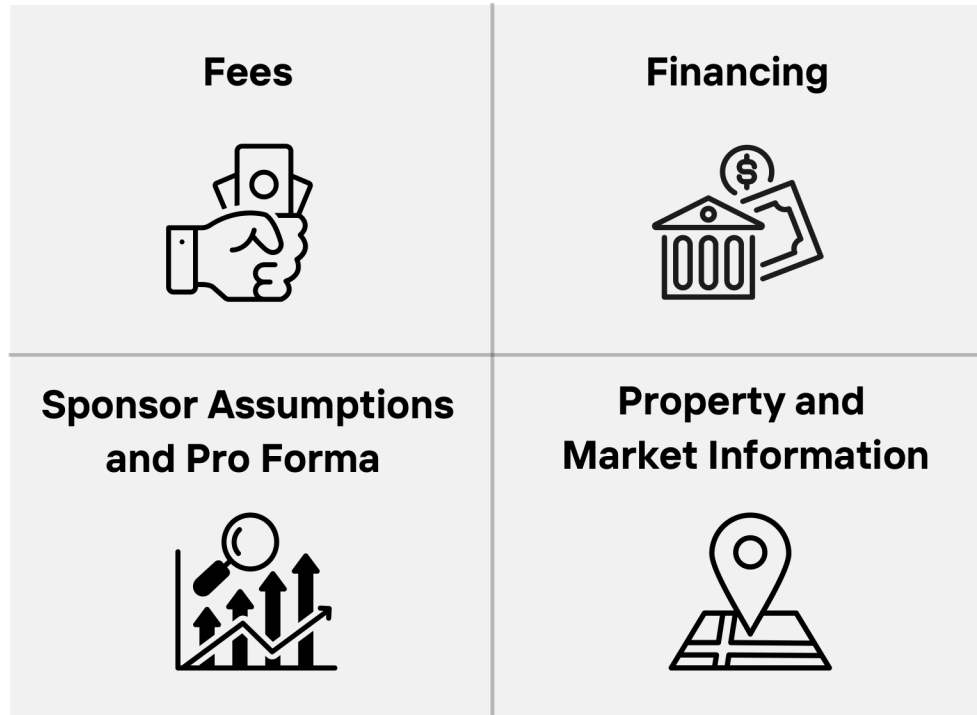 Fees
Financing
$
Sponsor Assumptions
and Pro Forma
Property and
Market Information